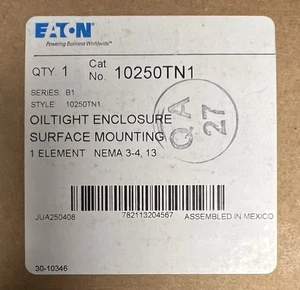 EATON
Powering Business Worldwide™
QTY. 1 Cat No. 10250TN1
SERIES: B1
STYLE: 10250TN1
OILTIGHT ENCLOSURE
SURFACE MOUNTING
1 ELEMENT NEMA 3-4, 13
QA
27
JUA250408 782113204567 ASSEMBLED IN MEXICO
30-10346